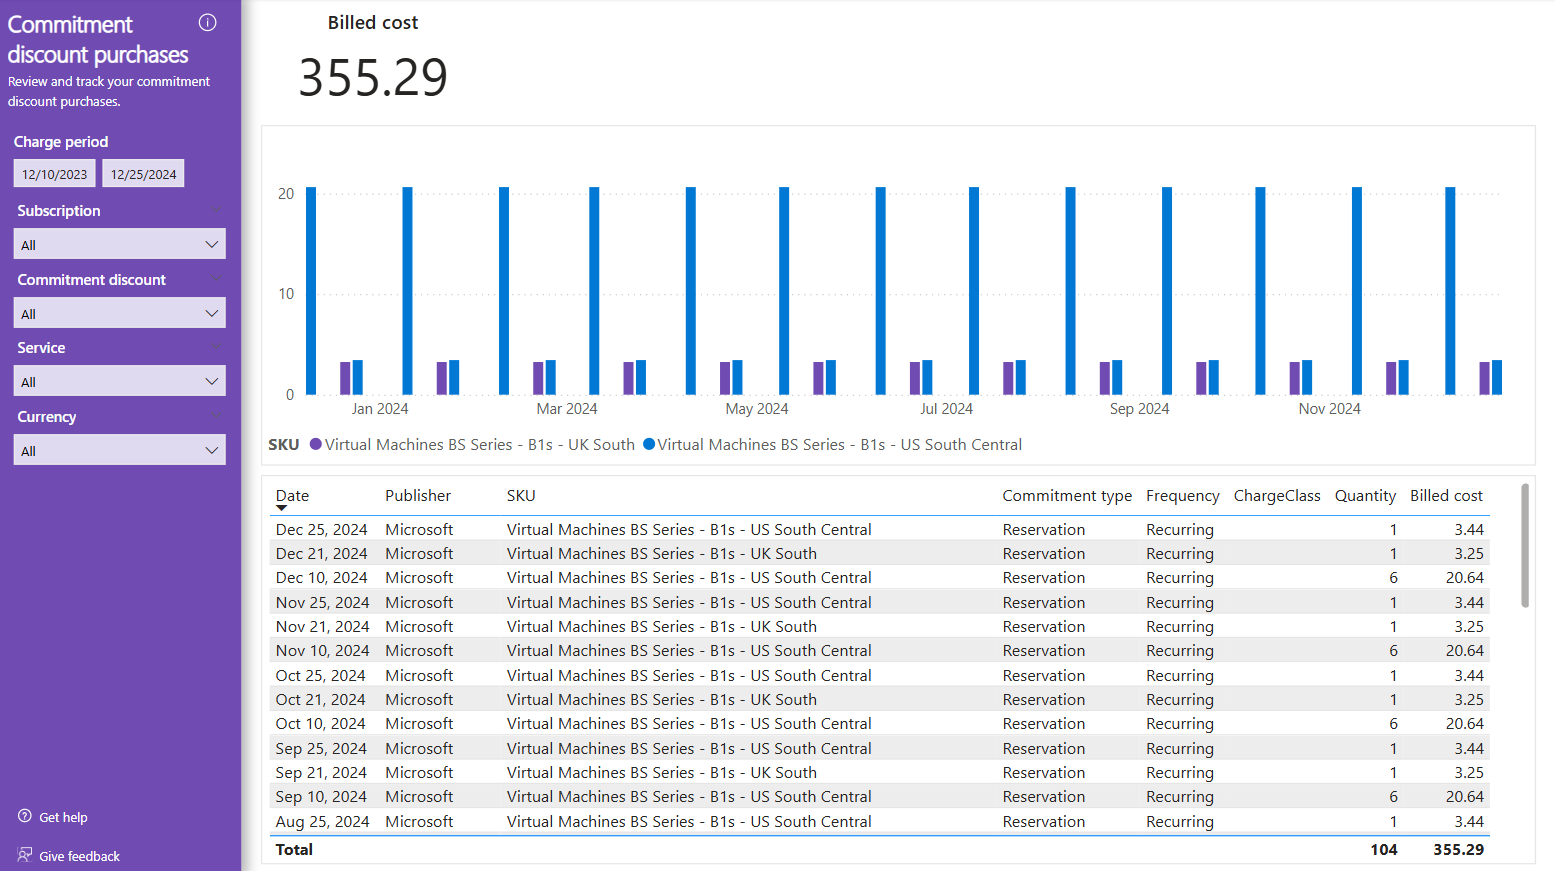 Commitment
discount purchases
Review and track your commitment
discount purchases.
Charge period
12/10/2023 12/25/2024
Subscription
All
Commitment discount
All
Service
All
Currency
All
Get help
Give feedback
Billed cost
355.29
20
10
0
Jan 2024 Mar 2024 May 2024 Jul 2024 Sep 2024 Nov 2024
SKU Virtual Machines BS Series - B1s - UK South Virtual Machines BS Series - B1s - US South Central
Date Publisher SKU Commitment type Frequency ChargeClass Quantity Billed cost
Dec 25, 2024 Microsoft Virtual Machines BS Series - B1s - US South Central Reservation Recurring 1 3.44
Dec 21, 2024 Microsoft Virtual Machines BS Series - B1s - UK South Reservation Recurring 1 3.25
Dec 10, 2024 Microsoft Virtual Machines BS Series - B1s - US South Central Reservation Recurring 6 20.64
Nov 25, 2024 Microsoft Virtual Machines BS Series - B1s - US South Central Reservation Recurring 1 3.44
Nov 21, 2024 Microsoft Virtual Machines BS Series - B1s - UK South Reservation Recurring 1 3.25
Nov 10, 2024 Microsoft Virtual Machines BS Series - B1s - US South Central Reservation Recurring 6 20.64
Oct 25, 2024 Microsoft Virtual Machines BS Series - B1s - US South Central Reservation Recurring 1 3.44
Oct 21, 2024 Microsoft Virtual Machines BS Series - B1s - UK South Reservation Recurring 1 3.25
Oct 10, 2024 Microsoft Virtual Machines BS Series - B1s - US South Central Reservation Recurring 6 20.64
Sep 25, 2024 Microsoft Virtual Machines BS Series - B1s - US South Central Reservation Recurring 1 3.44
Sep 21, 2024 Microsoft Virtual Machines BS Series - B1s - UK South Reservation Recurring 1 3.25
Sep 10, 2024 Microsoft Virtual Machines BS Series - B1s - US South Central Reservation Recurring 6 20.64
Aug 25, 2024 Microsoft Virtual Machines BS Series - B1s - US South Central Reservation Recurring 1 3.44
Total 104 355.29